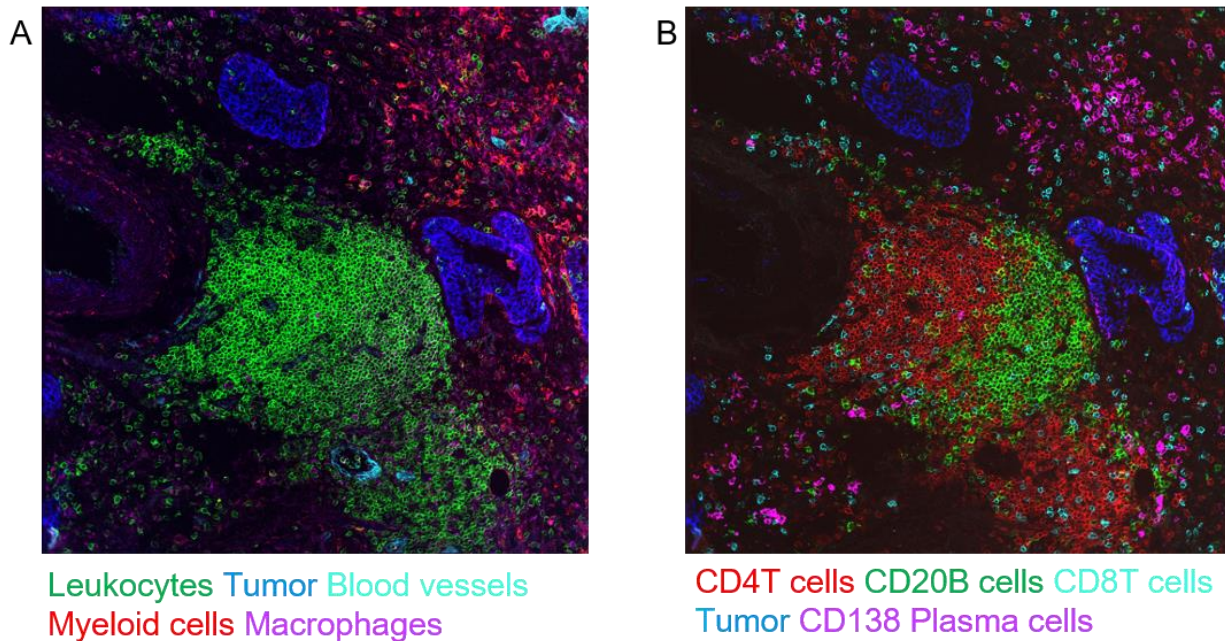 A
B
Leukocytes Tumor Blood vessels
Myeloid cells Macrophages
CD4T cells CD20B cells CD8T cells
Tumor CD138 Plasma cells